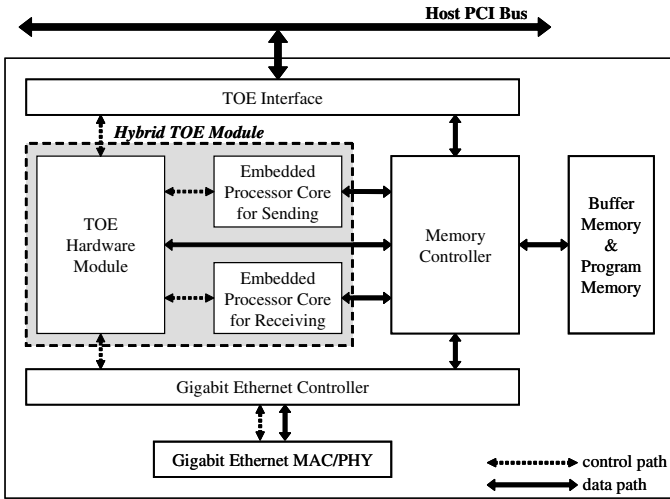 Host PCI Bus
TOE Interface
Hybrid TOE Module
TOE
Hardware
Module
Embedded
Processor Core
for Sending
Embedded
Processor Core
for Receiving
Memory
Controller
Buffer
Memory
&
Program
Memory
Gigabit Ethernet Controller
Gigabit Ethernet MAC/PHY
control path
data path